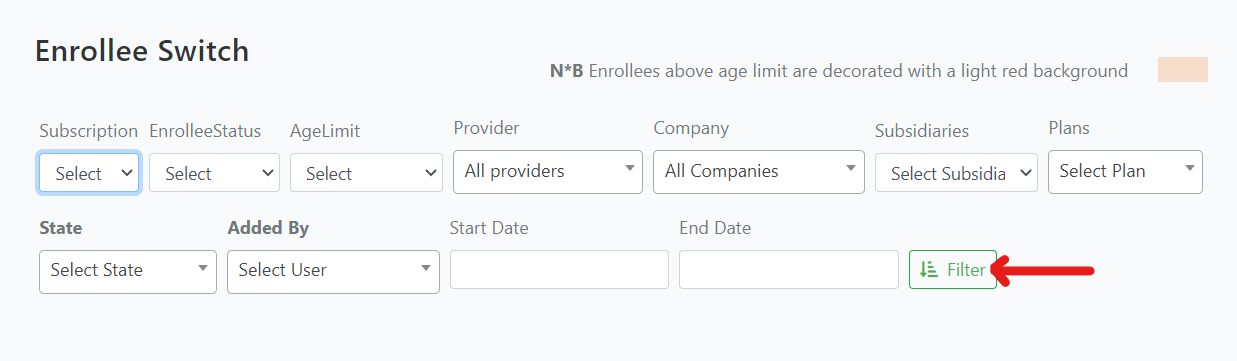 Enrollee Switch
N*B Enrollees above age limit are decorated with a light red background
Subscription EnrolleeStatus AgeLimit Provider Company Subsidiaries Plans
Select Select Select All providers All Companies Select Subsidia Select Plan
State Added By Start Date End Date
Select State Select User Filter